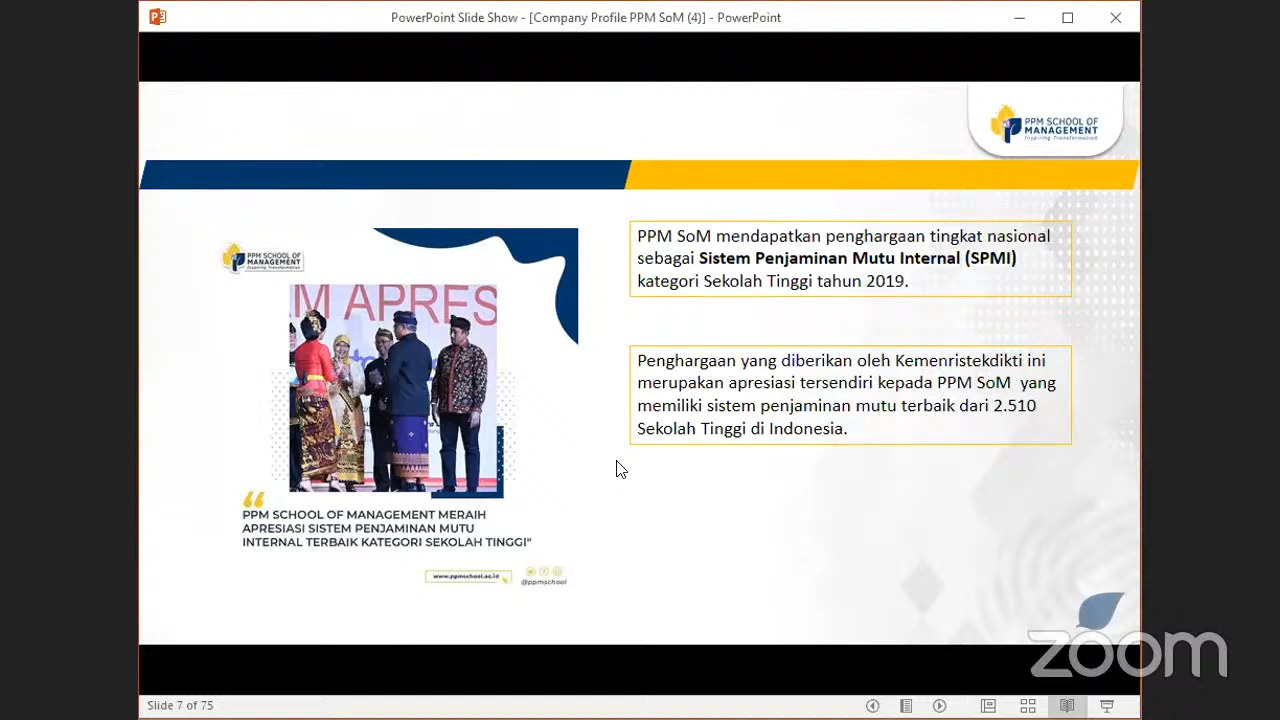 PowerPoint Slide Show - [Company Profile PPM SoM (4)] - PowerPoint
PPM SCHOOL OF
MANAGEMENT
Inspiring Transformation
PPM SCHOOL OF
MANAGEMENT
Inspiring Transformation
M APRES
PPM SCHOOL OF MANAGEMENT MERAIH
APRESIASI SISTEM PENJAMINAN MUTU
INTERNAL TERBAIK KATEGORI SEKOLAH TINGGI"
www.ppmschool.ac.id
@ppmschool
PPM SoM mendapatkan penghargaan tingkat nasional
sebagai Sistem Penjaminan Mutu Internal (SPMI)
kategori Sekolah Tinggi tahun 2019.
Penghargaan yang diberikan oleh Kemenristekdikti ini
merupakan apresiasi tersendiri kepada PPM SoM yang
memiliki sistem penjaminan mutu terbaik dari 2.510
Sekolah Tinggi di Indonesia.
zoom
Slide 7 of 75